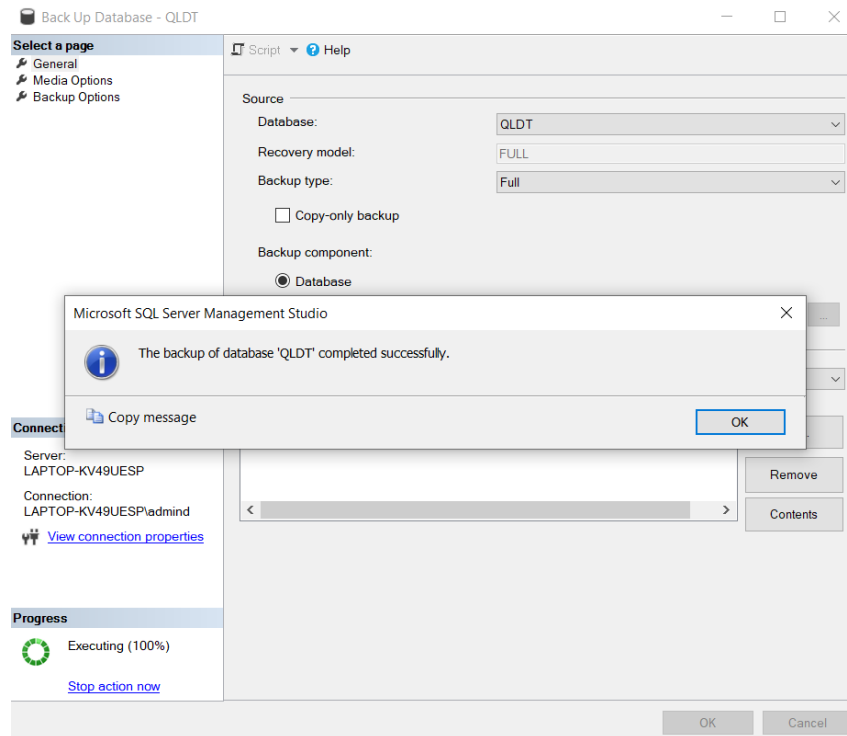 Back Up Database - QLDT
Select a page
General
Media Options
Backup Options
Script Help
Source
Database: QLDT
Recovery model: FULL
Backup type: Full
Copy-only backup
Backup component:
Database
...
Microsoft SQL Server Management Studio
The backup of database 'QLDT' completed successfully.
Copy message
OK
Connect
Server:
LAPTOP-KV49UESP
Connection:
LAPTOP-KV49UESP\admind
View connection properties
Remove
Contents
Progress
Executing (100%)
Stop action now
OK Cancel